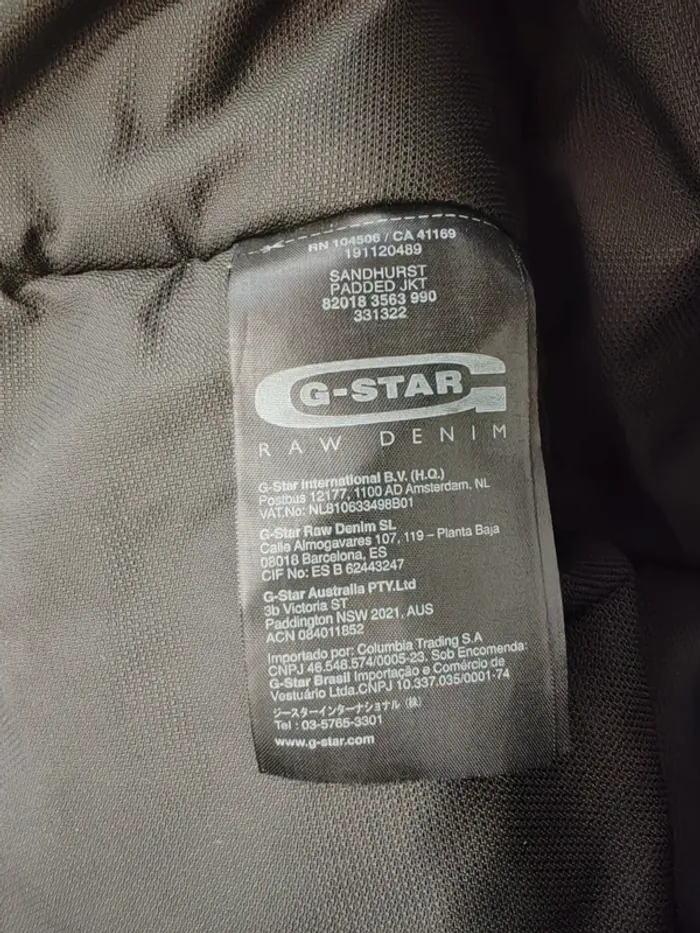 RN 104506 / CA 41169
191120489
SANDHURST
PADDED JKT
82018 3563 990
331322
G-STAR
RAW DENIM
G-Star International B.V. (H.Q.)
Postbus 12177, 1100 AD Amsterdam, NL
VAT.No: NL810633498B01
G-Star Raw Denim SL
Calle Almogavares 107, 119 – Planta Baja
08018 Barcelona, ES
CIF No: ES B 62443247
G-Star Australia PTY.Ltd
3b Victoria ST
Paddington NSW 2021, AUS
ACN 084011852
Importado por: Columbia Trading S.A
CNPJ 46.548.574/0005-23. Sob Encomenda:
G-Star Brasil Importação e Comércio de
Vestuário Ltda.CNPJ 10.337.035/0001-74
ジースターインターナショナル (株)
Tel : 03-5765-3301
www.g-star.com